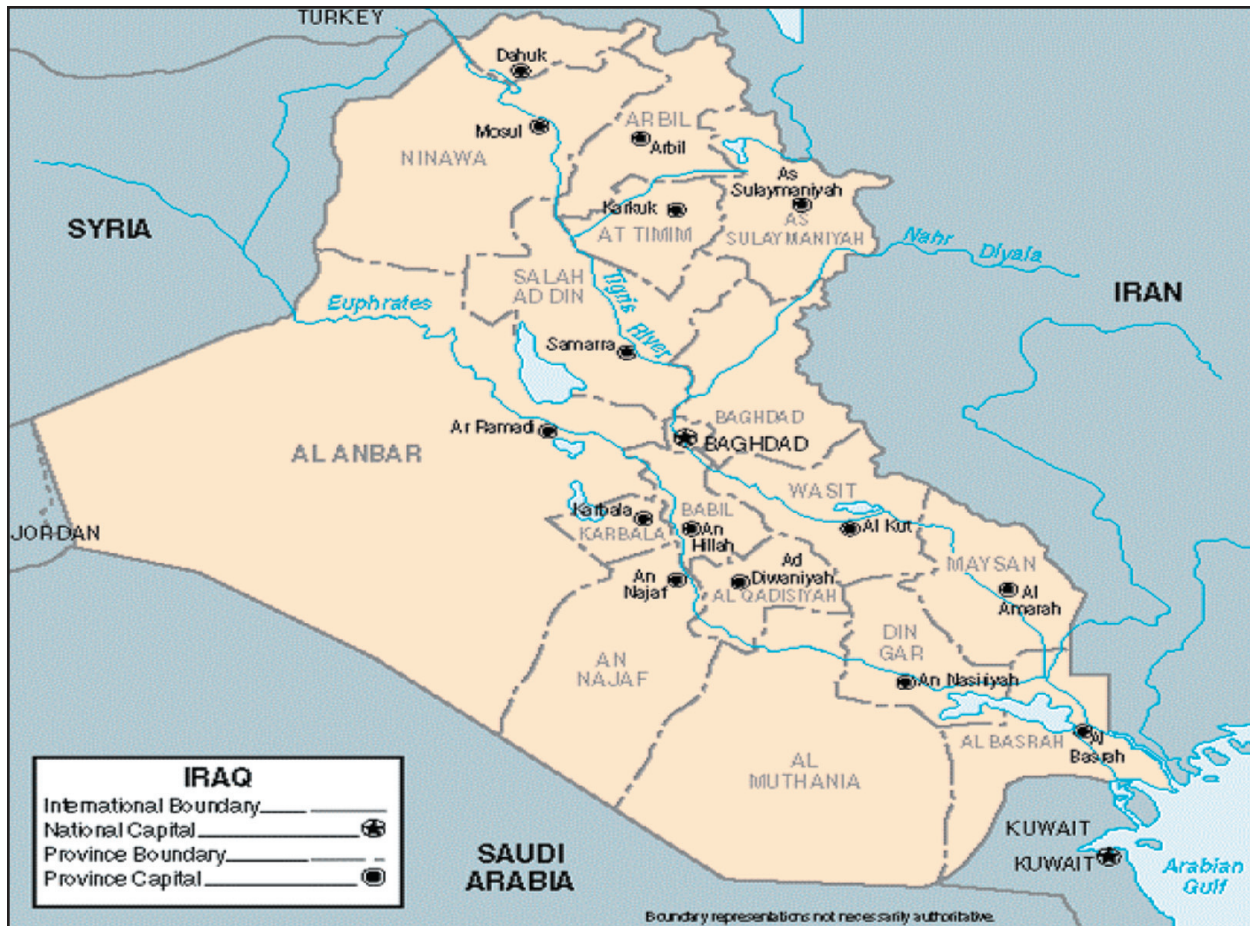 TURKEY
Dahuk
Mosul
ARBIL
Arbil
NINAWA
As
Sulaymaniyah
Karkuk
AT TIMIM
AS
SULAYMANIYAH
SYRIA
Nahr Diyala
IRAN
SALAH
AD DIN
Tigris River
Euphrates
Samarra
BAGHDAD
BAGHDAD
Ar Ramadi
AL ANBAR
WASIT
Karbala
KARBALA
BABIL
An
Hillah
Al Kut
JORDAN
MAYSAN
An
Najaf
Ad
Diwaniyah
AL QADISIYAH
Al
Amarah
DIN
GAR
AN
NAJAF
An Nasiriyah
AL BASRAH
Al
Basrah
AL
MUTHANIA
IRAQ
International Boundary
National Capital
Province Boundary
Province Capital
SAUDI
ARABIA
KUWAIT
KUWAIT
Arabian
Gulf
Boundary representations not necessarily authoritative.